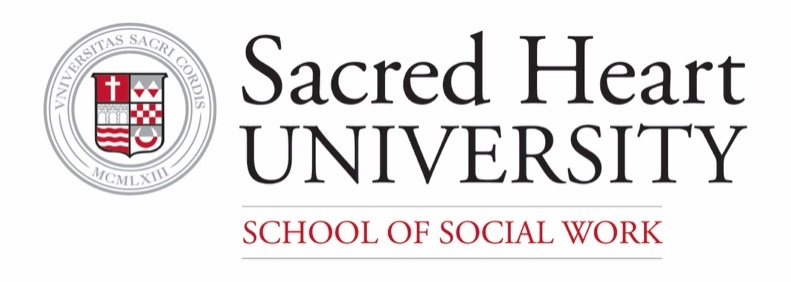 VNIVERSITAS SACRI CORDIS
MCMLXIII
Sacred Heart
UNIVERSITY
SCHOOL OF SOCIAL WORK